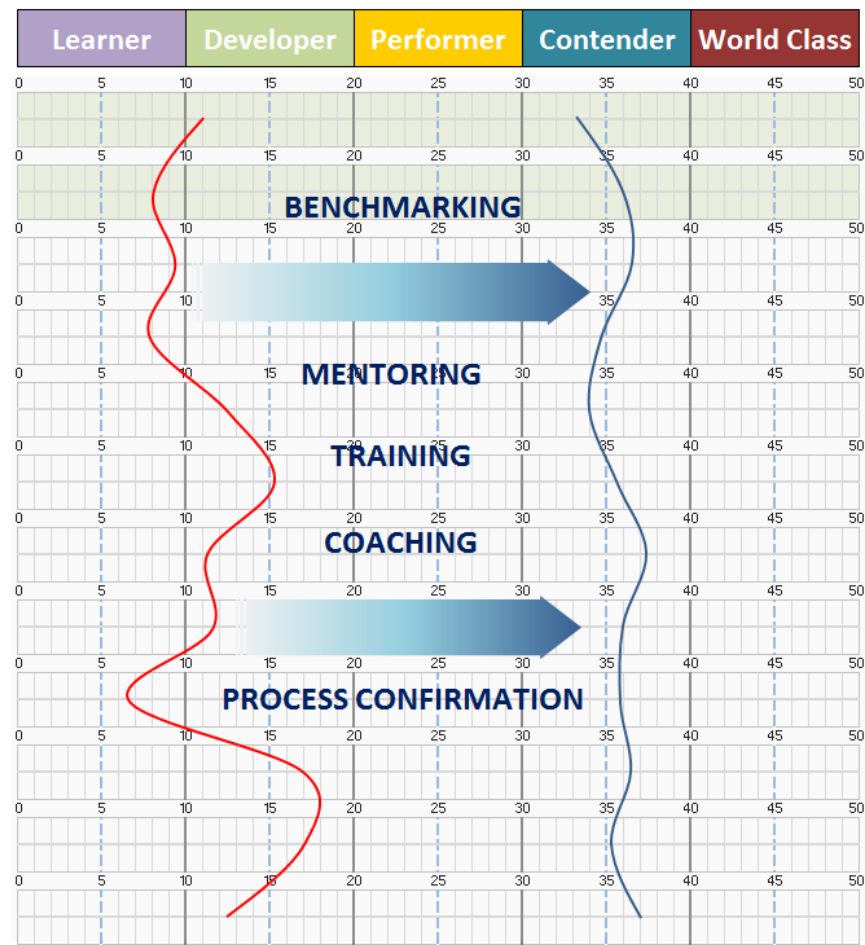 Learner Developer Performer Contender World Class
0 5 10 15 20 25 30 35 40 45 50
0 5 10 15 20 25 30 35 40 45 50
BENCHMARKING
0 5 10 15 20 25 30 35 40 45 50
0 5 10 35 40 45 50
0 5 10 15 20 25 30 35 40 45 50
MENTORING
0 5 10 15 20 25 30 35 40 45 50
TRAINING
0 5 10 15 20 25 30 35 40 45 50
COACHING
0 5 10 15 20 25 30 35 40 45 50
0 5 10 15 20 25 30 35 40 45 50
PROCESS CONFIRMATION
0 5 10 15 20 25 30 35 40 45 50
0 5 10 15 20 25 30 35 40 45 50
0 5 10 15 20 25 30 35 40 45 50